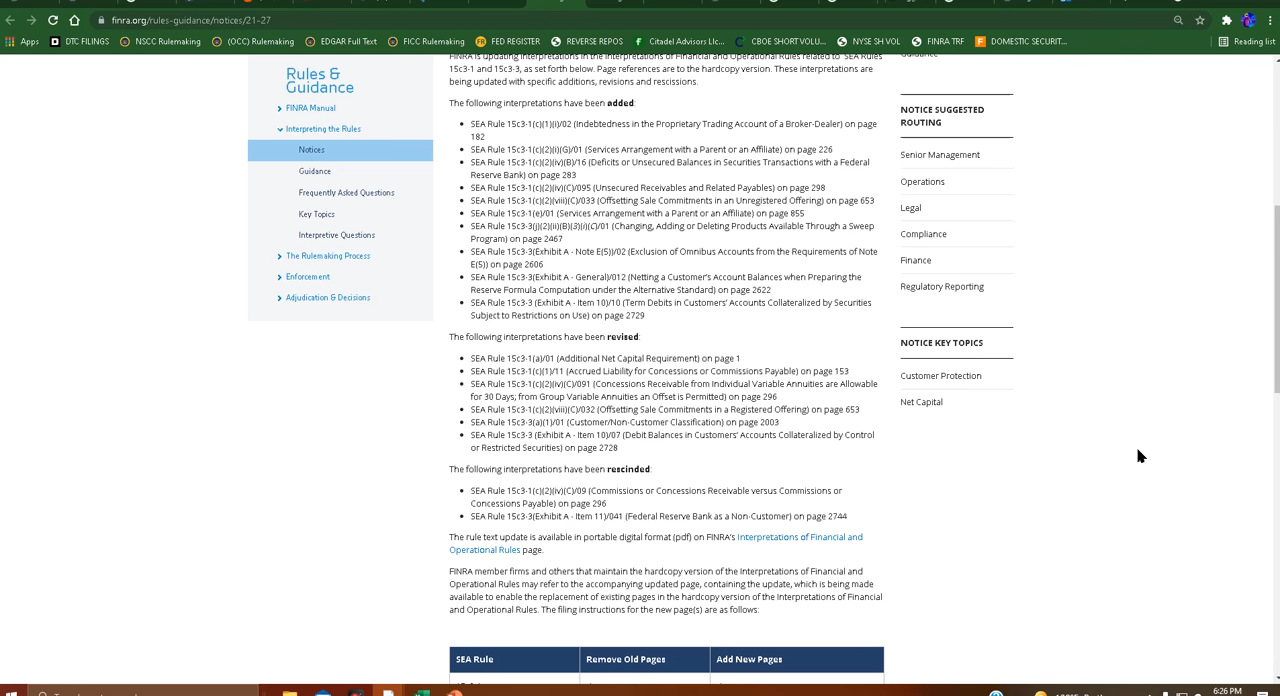 finra.org/rules-guidance/notices/21-27
Apps DTC FILINGS NSCC Rulemaking (OCC) Rulemaking EDGAR Full Text FICC Rulemaking FED REGISTER REVERSE REPOS Citadel Advisors Llc... CBOE SHORT VOLU... NYSE SH VOL FINRA TRF DOMESTIC SECURIT... Reading list
Rules &
Guidance
FINRA Manual
Interpreting the Rules
Notices
Guidance
Frequently Asked Questions
Key Topics
Interpretive Questions
The Rulemaking Process
Enforcement
Adjudication & Decisions
FINRA is updating interpretations in the Interpretations of Financial and Operational Rules related to SEA Rules
15c3-1 and 15c3-3, as set forth below. Page references are to the hardcopy version. These interpretations are
being updated with specific additions, revisions and rescissions.
The following interpretations have been added:
SEA Rule 15c3-1(c)(1)(i)/02 (Indebtedness in the Proprietary Trading Account of a Broker-Dealer) on page
182
SEA Rule 15c3-1(c)(2)(i)(G)/01 (Services Arrangement with a Parent or an Affiliate) on page 226
SEA Rule 15c3-1(c)(2)(iv)(B)/16 (Deficits or Unsecured Balances in Securities Transactions with a Federal
Reserve Bank) on page 283
SEA Rule 15c3-1(c)(2)(iv)(C)/095 (Unsecured Receivables and Related Payables) on page 298
SEA Rule 15c3-1(c)(2)(viii)(C)/033 (Offsetting Sale Commitments in an Unregistered Offering) on page 653
SEA Rule 15c3-1(e)/01 (Services Arrangement with a Parent or an Affiliate) on page 855
SEA Rule 15c3-3(j)(2)(ii)(B)(3)(i)(C)/01 (Changing, Adding or Deleting Products Available Through a Sweep
Program) on page 2467
SEA Rule 15c3-3(Exhibit A - Note E(5))/02 (Exclusion of Omnibus Accounts from the Requirements of Note
E(5)) on page 2606
SEA Rule 15c3-3(Exhibit A - General)/012 (Netting a Customer's Account Balances when Preparing the
Reserve Formula Computation under the Alternative Standard) on page 2622
SEA Rule 15c3-3 (Exhibit A - Item 10)/10 (Term Debits in Customers' Accounts Collateralized by Securities
Subject to Restrictions on Use) on page 2729
The following interpretations have been revised:
SEA Rule 15c3-1(a)/01 (Additional Net Capital Requirement) on page 1
SEA Rule 15c3-1(c)(1)/11 (Accrued Liability for Concessions or Commissions Payable) on page 153
SEA Rule 15c3-1(c)(2)(iv)(C)/091 (Concessions Receivable from Individual Variable Annuities are Allowable
for 30 Days; from Group Variable Annuities an Offset is Permitted) on page 296
SEA Rule 15c3-1(c)(2)(viii)(C)/032 (Offsetting Sale Commitments in a Registered Offering) on page 653
SEA Rule 15c3-3(a)(1)/01 (Customer/Non-Customer Classification) on page 2003
SEA Rule 15c3-3 (Exhibit A - Item 10)/07 (Debit Balances in Customers' Accounts Collateralized by Control
or Restricted Securities) on page 2728
The following interpretations have been rescinded:
SEA Rule 15c3-1(c)(2)(iv)(C)/09 (Commissions or Concessions Receivable versus Commissions or
Concessions Payable) on page 296
SEA Rule 15c3-3(Exhibit A - Item 11)/041 (Federal Reserve Bank as a Non-Customer) on page 2744
The rule text update is available in portable digital format (pdf) on FINRA's Interpretations of Financial and
Operational Rules page.
FINRA member firms and others that maintain the hardcopy version of the Interpretations of Financial and
Operational Rules may refer to the accompanying updated page, containing the update, which is being made
available to enable the replacement of existing pages in the hardcopy version of the Interpretations of Financial
and Operational Rules. The filing instructions for the new page(s) are as follows:
SEA Rule Remove Old Pages Add New Pages
Guidance
NOTICE SUGGESTED
ROUTING
Senior Management
Operations
Legal
Compliance
Finance
Regulatory Reporting
NOTICE KEY TOPICS
Customer Protection
Net Capital
6:26 PM